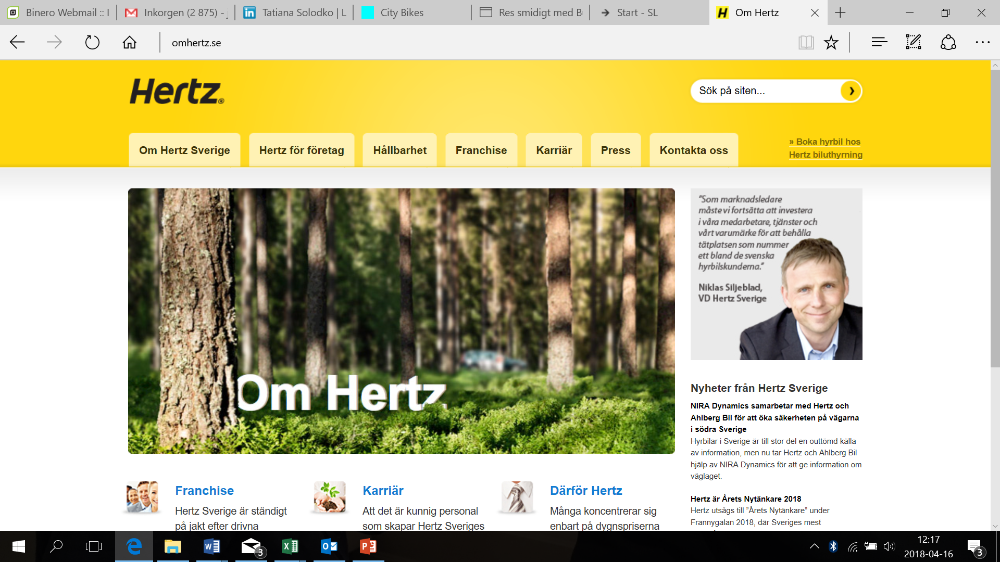 Binero Webmail :: I
Inkorgen (2 875) - j
Tatiana Solodko | L
City Bikes
Res smidigt med B
Start - SL
Om Hertz
omhertz.se
Hertz®
Sök på siten...
Om Hertz Sverige
Hertz för företag
Hållbarhet
Franchise
Karriär
Press
Kontakta oss
» Boka hyrbil hos
Hertz biluthyrning
Om Hertz
"Som marknadsledare
måste vi fortsätta att investera
i våra medarbetare, tjänster och
vårt varumärke för att behålla
tätplatsen som nummer
ett bland de svenska
hyrbilskunderna."
Niklas Siljeblad,
VD Hertz Sverige
Nyheter från Hertz Sverige
NIRA Dynamics samarbetar med Hertz och
Ahlberg Bil för att öka säkerheten på vägarna
i södra Sverige
Hyrbilar i Sverige är till stor del en outtömd källa
av information, men nu tar Hertz och Ahlberg Bil
hjälp av NIRA Dynamics för att ge information om
väglaget.
Hertz är Årets Nytänkare 2018
Hertz utsågs till ”Årets Nytänkare” under
Frannygalan 2018, där Sveriges mest
Franchise
Hertz Sverige är ständigt
på jakt efter drivna
Karriär
Att det är kunnig personal
som skapar Hertz Sveriges
Därför Hertz
Många koncentrerar sig
enbart på dygnspriserna
3
12:17
2018-04-16
3